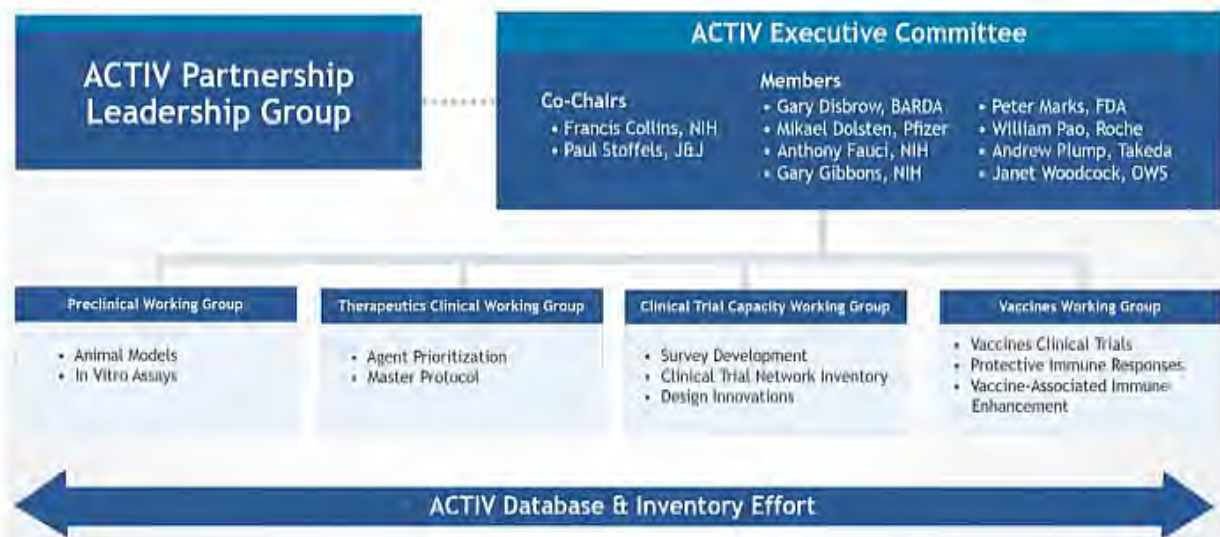 ACTIV Partnership
Leadership Group
ACTIV Executive Committee
Co-Chairs
• Francis Collins, NIH
• Paul Stoffels, J&J
Members
• Gary Disbrow, BARDA
• Mikael Dolsten, Pfizer
• Anthony Fauci, NIH
• Gary Gibbons, NIH
• Peter Marks, FDA
• William Pao, Roche
• Andrew Plump, Takeda
• Janet Woodcock, OWS
Preclinical Working Group
• Animal Models
• In Vitro Assays
Therapeutics Clinical Working Group
• Agent Prioritization
• Master Protocol
Clinical Trial Capacity Working Group
• Survey Development
• Clinical Trial Network Inventory
• Design Innovations
Vaccines Working Group
• Vaccines Clinical Trials
• Protective Immune Responses
• Vaccine-Associated Immune
Enhancement
ACTIV Database & Inventory Effort